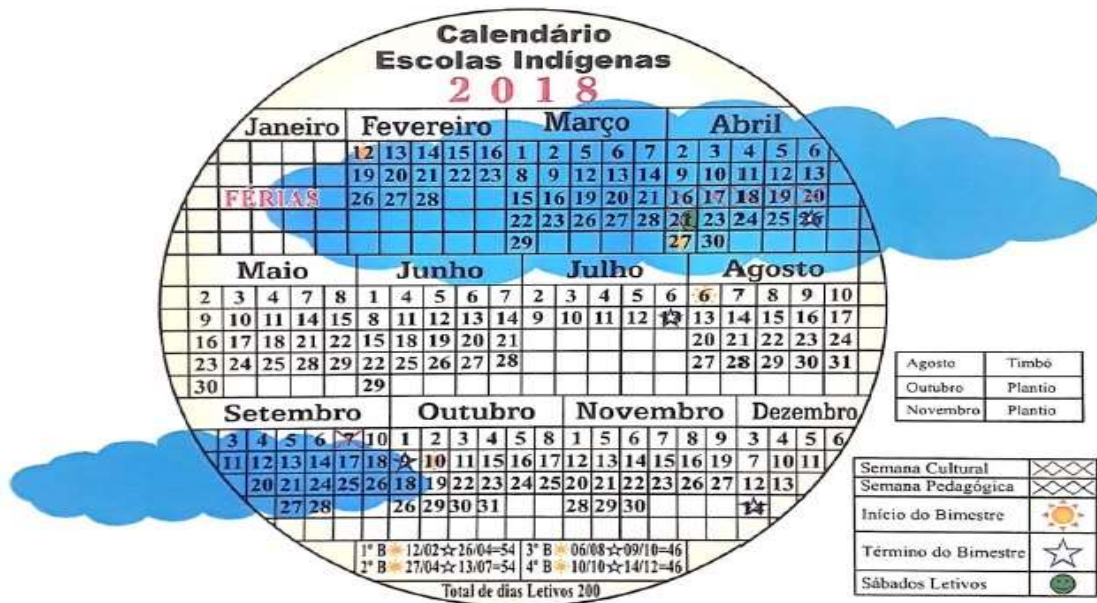 Calendário
Escolas Indígenas
2018
Janeiro Fevereiro Março Abril
12 13 14 15 16 1 2 5 6 7 2 3 4 5 6
19 20 21 22 23 8 9 12 13 14 9 10 11 12 13
FÉRIAS 26 27 28 15 16 19 20 21 16 17 18 19 20
22 23 26 27 28 21 23 24 25 26
29 27 30
Maio Junho Julho Agosto
2 3 4 7 8 1 4 5 6 7 2 3 4 5 6 6 7 8 9 10
9 10 11 14 15 8 11 12 13 14 9 10 11 12 13 13 14 15 16 17
16 17 18 21 22 15 18 19 20 21 20 21 22 23 24
23 24 25 28 29 22 25 26 27 28 27 28 29 30 31
30 29
Setembro Outubro Novembro Dezembro
3 4 5 6 7 10 1 2 3 4 5 8 1 5 6 7 8 9 3 4 5 6
11 12 13 14 17 18 9 10 11 15 16 17 12 13 14 15 16 19 7 10 11
20 21 24 25 26 18 19 22 23 24 25 20 21 22 23 26 27 12 13
27 28 26 29 30 31 28 29 30 14
1º B 12/02 26/04=54 3º B 06/08 09/10=46
2º B 27/04 13/07=54 4º B 10/10 14/12=46
Total de dias Letivos 200
Agosto Timbó
Outubro Plantio
Novembro Plantio
Semana Cultural
Semana Pedagógica
Início do Bimestre
Término do Bimestre
Sábados Letivos